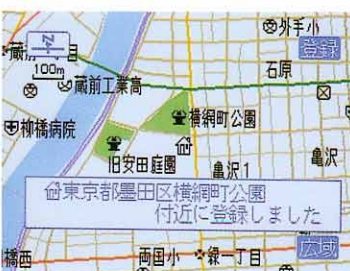 外手小
登録
蔵前
目
石原
100m
蔵前工業高
柳橋病院
横網町公園
旧安田庭園
亀沢1
亀沢
東京都墨田区横網町公園
付近に登録しました
橋西
両国小
緑一丁目
広域